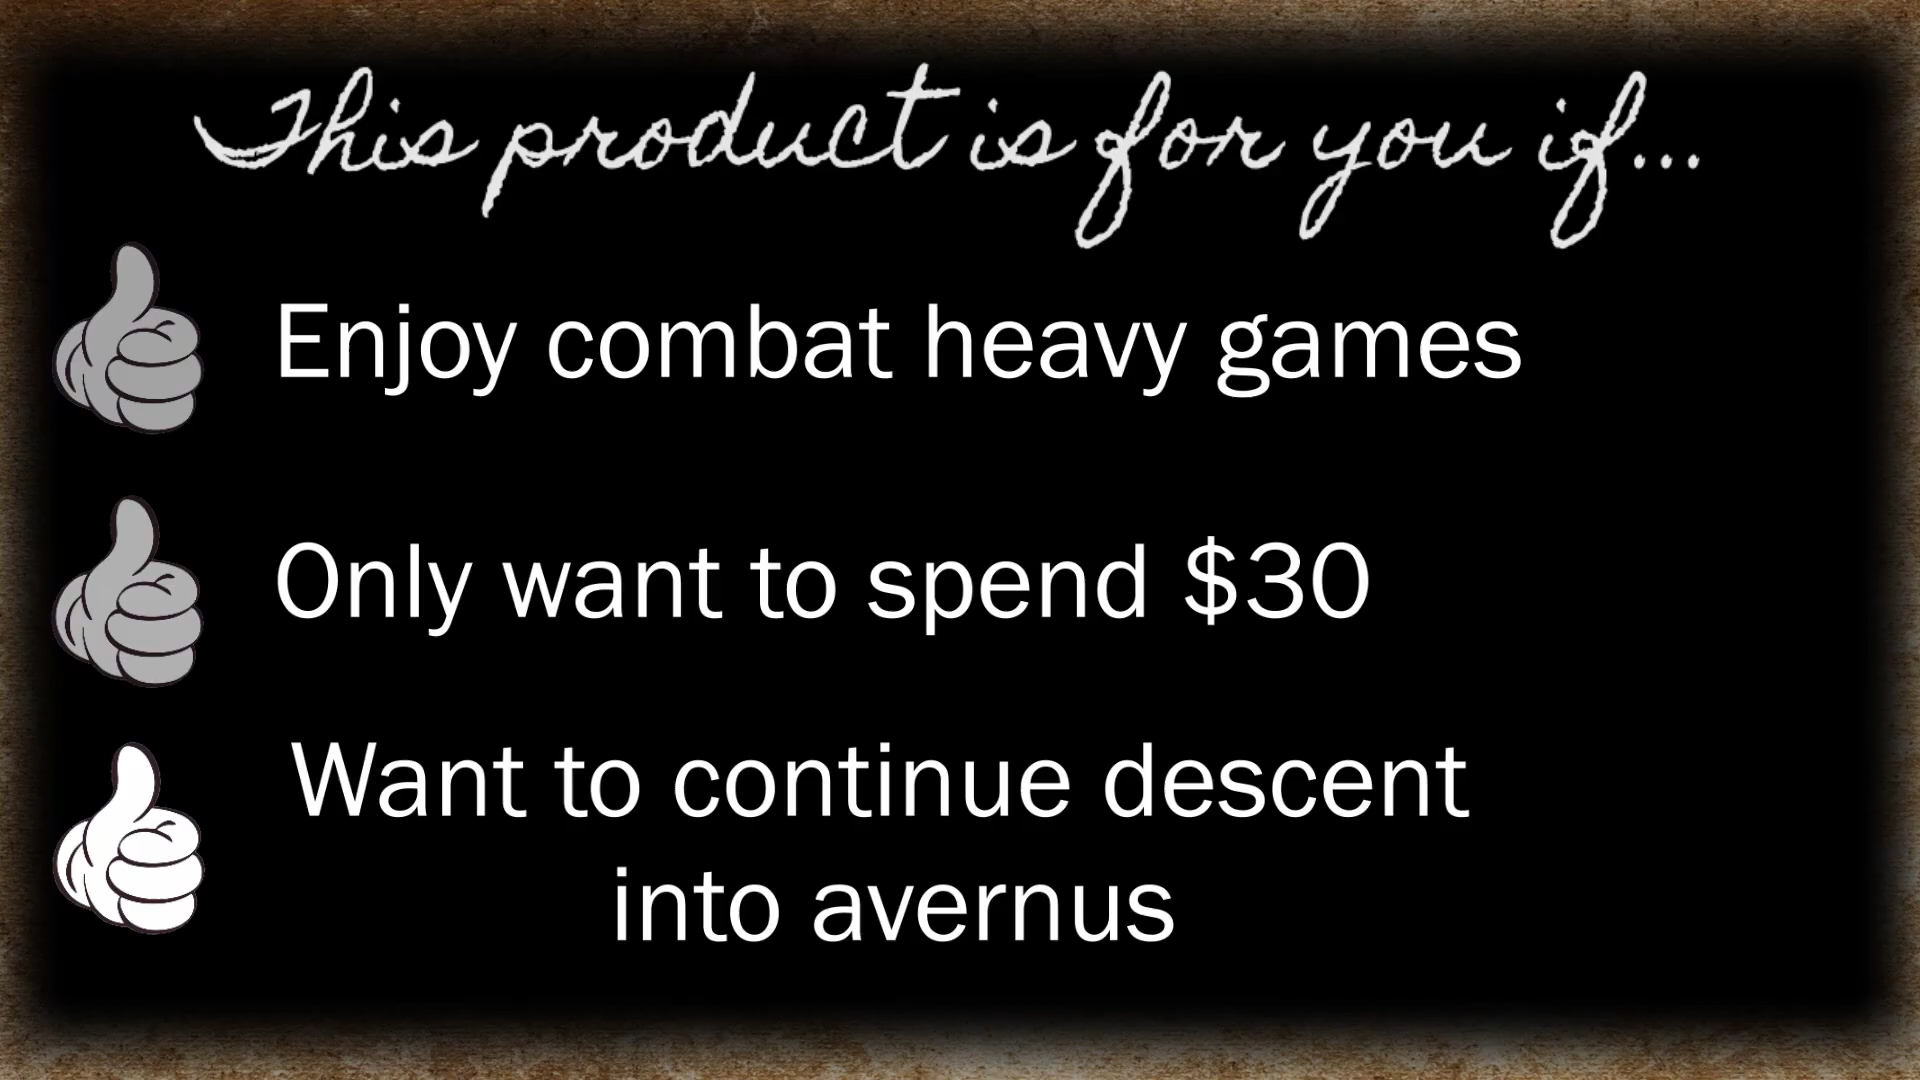 This product is for you if...
Enjoy combat heavy games
Only want to spend $30
Want to continue descent
into avernus